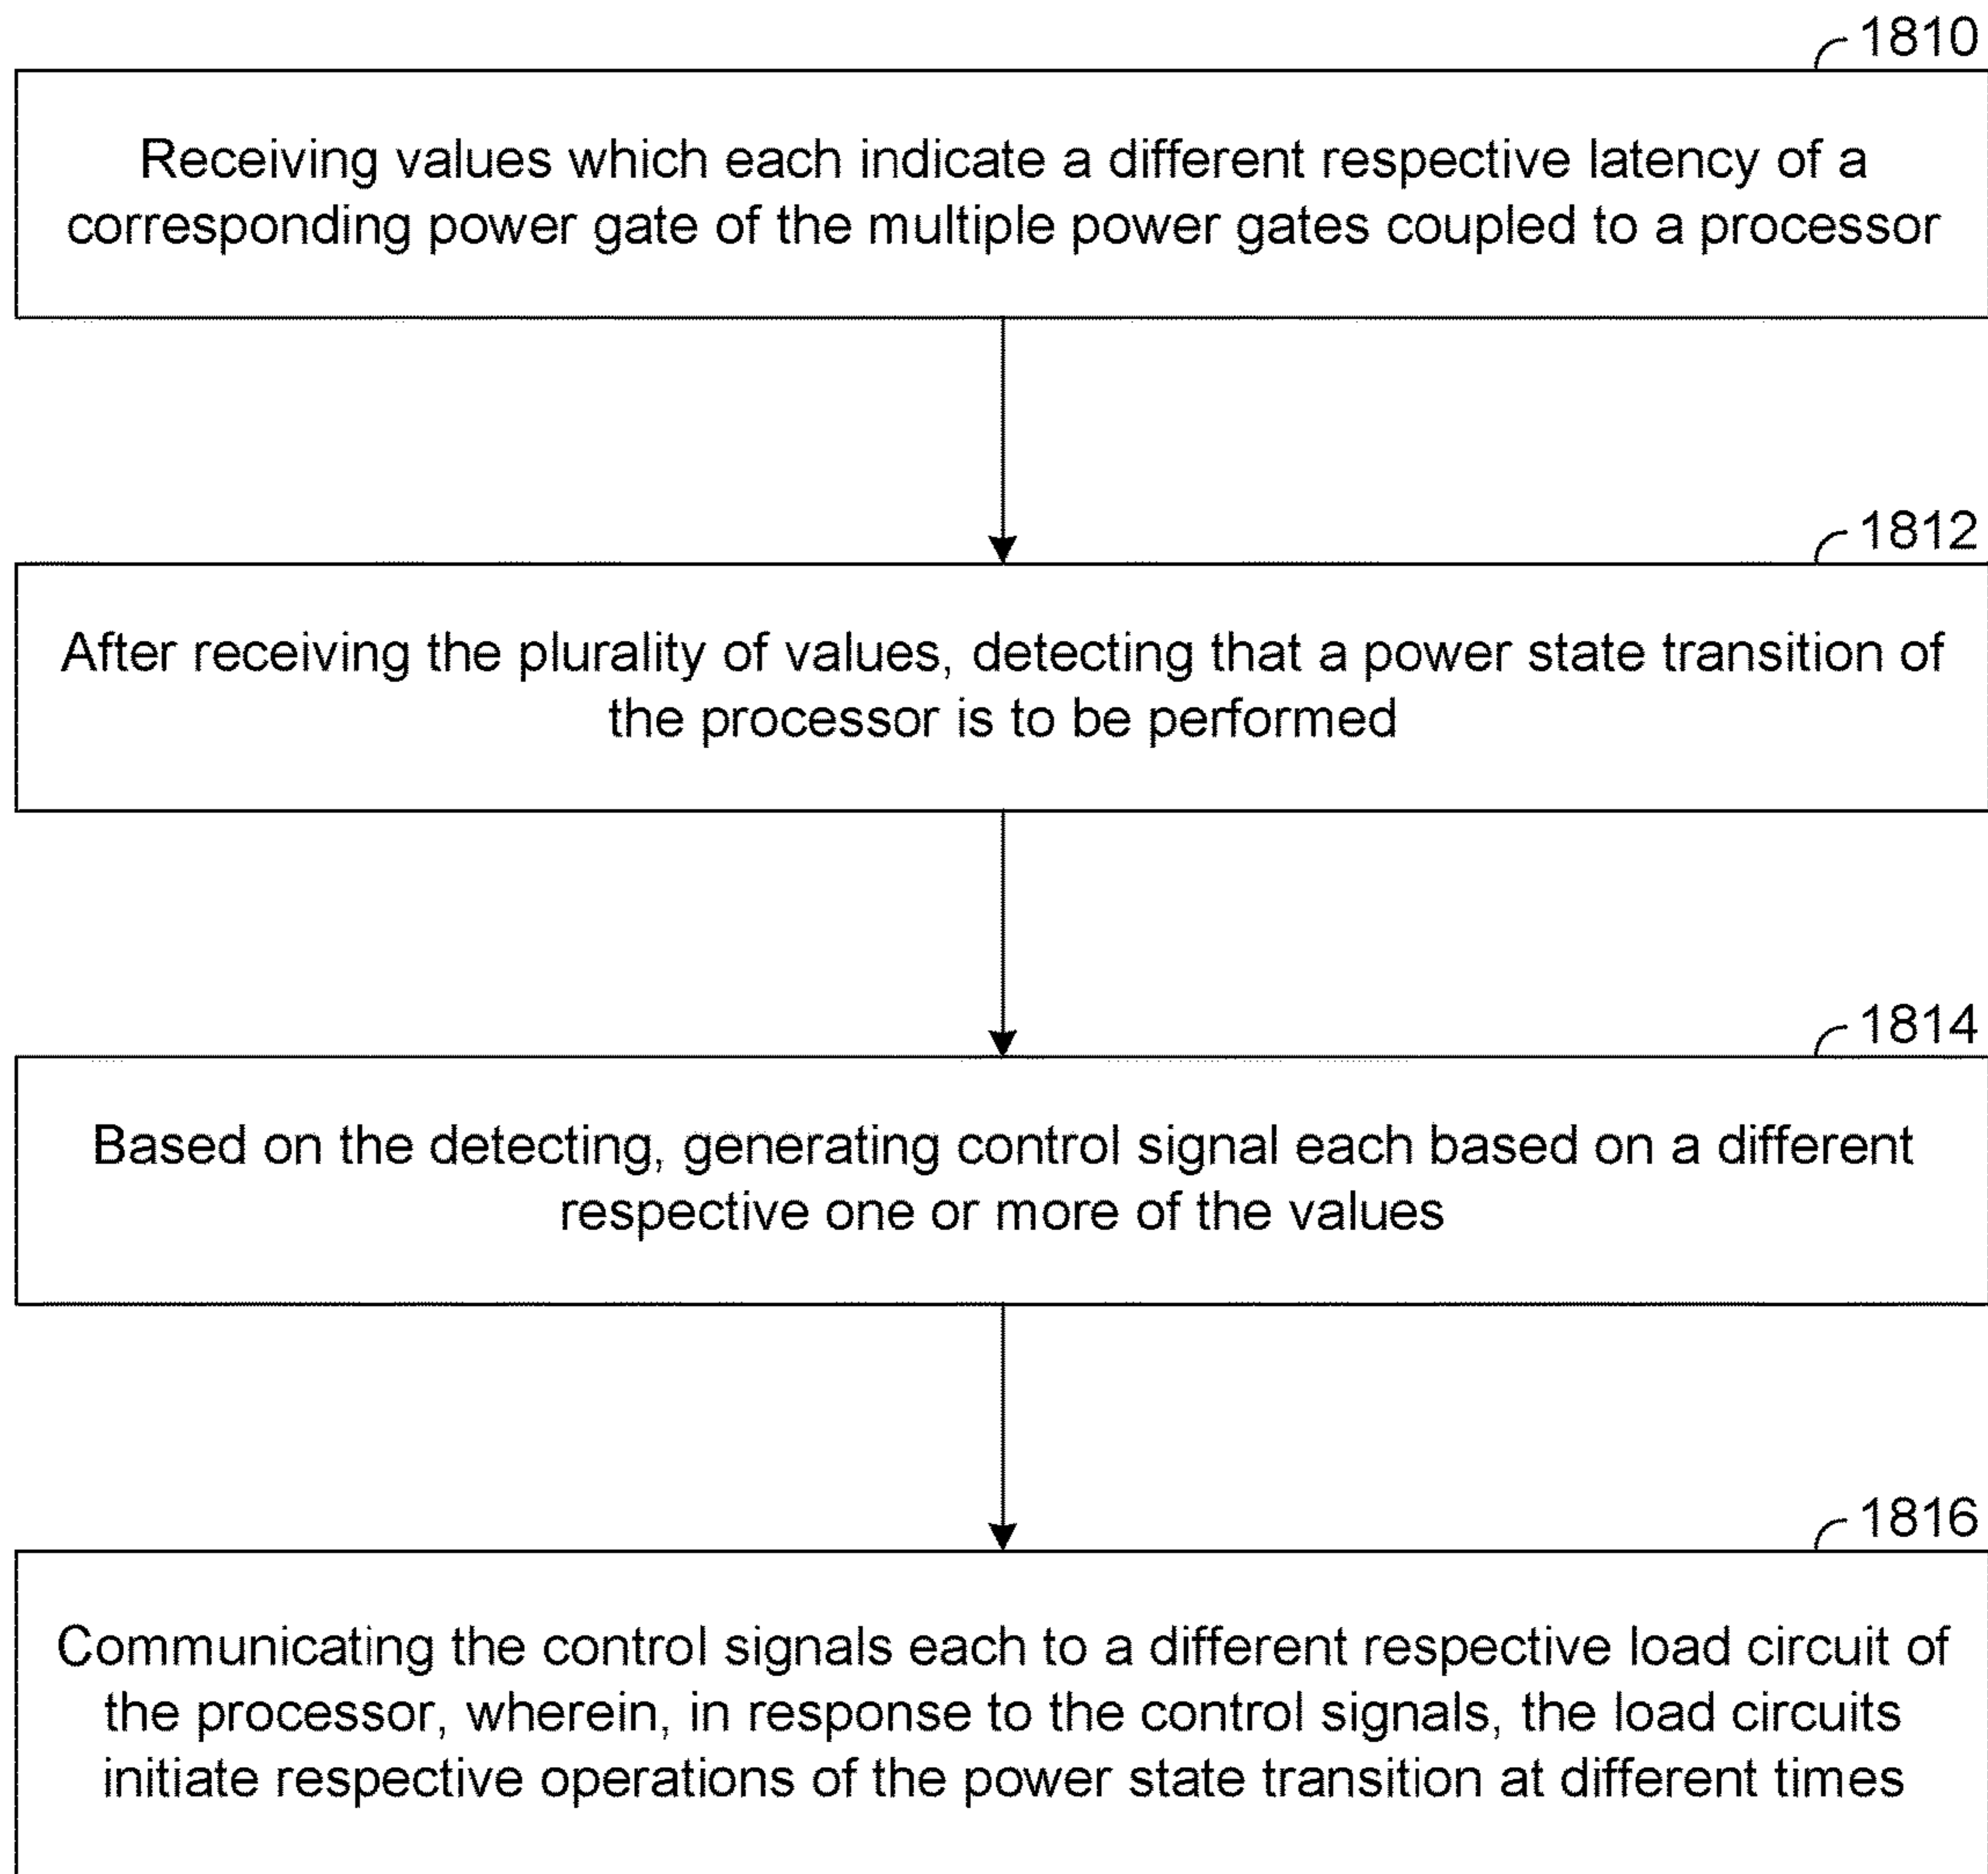 1810
Receiving values which each indicate a different respective latency of a
corresponding power gate of the multiple power gates coupled to a processor
1812
After receiving the plurality of values, detecting that a power state transition of
the processor is to be performed
1814
Based on the detecting, generating control signal each based on a different
respective one or more of the values
1816
Communicating the control signals each to a different respective load circuit of
the processor, wherein, in response to the control signals, the load circuits
initiate respective operations of the power state transition at different times